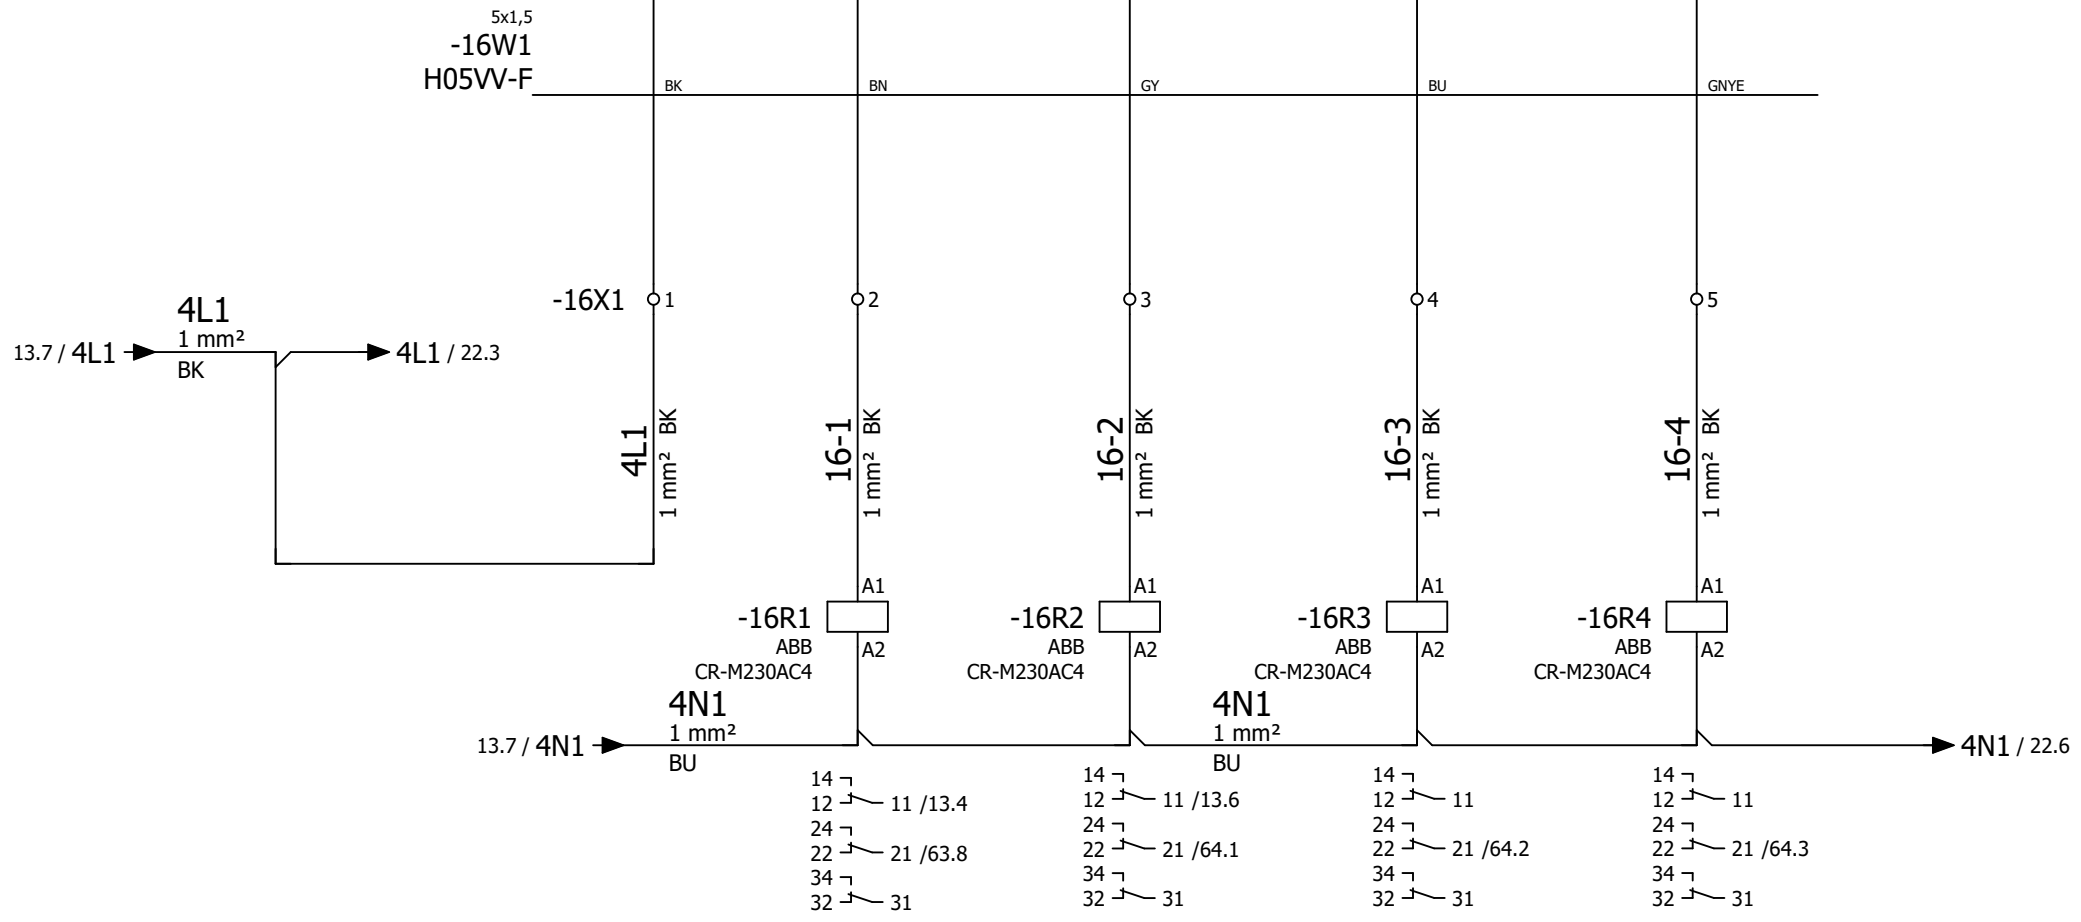 5x1,5
-16W1
H05VV-F
BK BN GY BU GNYE
-16X1 1 2 3 4 5
4L1
1 mm²
13.7 / 4L1 4L1 / 22.3
BK
4L1 1 mm² BK
16-1 1 mm² BK
16-2 1 mm² BK
16-3 1 mm² BK
16-4 1 mm² BK
A1 A1 A1 A1
-16R1 -16R2 -16R3 -16R4
ABB ABB ABB ABB
A2 A2 A2 A2
CR-M230AC4 CR-M230AC4 CR-M230AC4 CR-M230AC4
4N1 4N1
1 mm² 1 mm²
13.7 / 4N1 4N1 / 22.6
BU BU
14 14 14 14
12 11 /13.4 12 11 /13.6 12 11 12 11
24 24 24 24
22 21 /63.8 22 21 /64.1 22 21 /64.2 22 21 /64.3
34 34 34 34
32 31 32 31 32 31 32 31